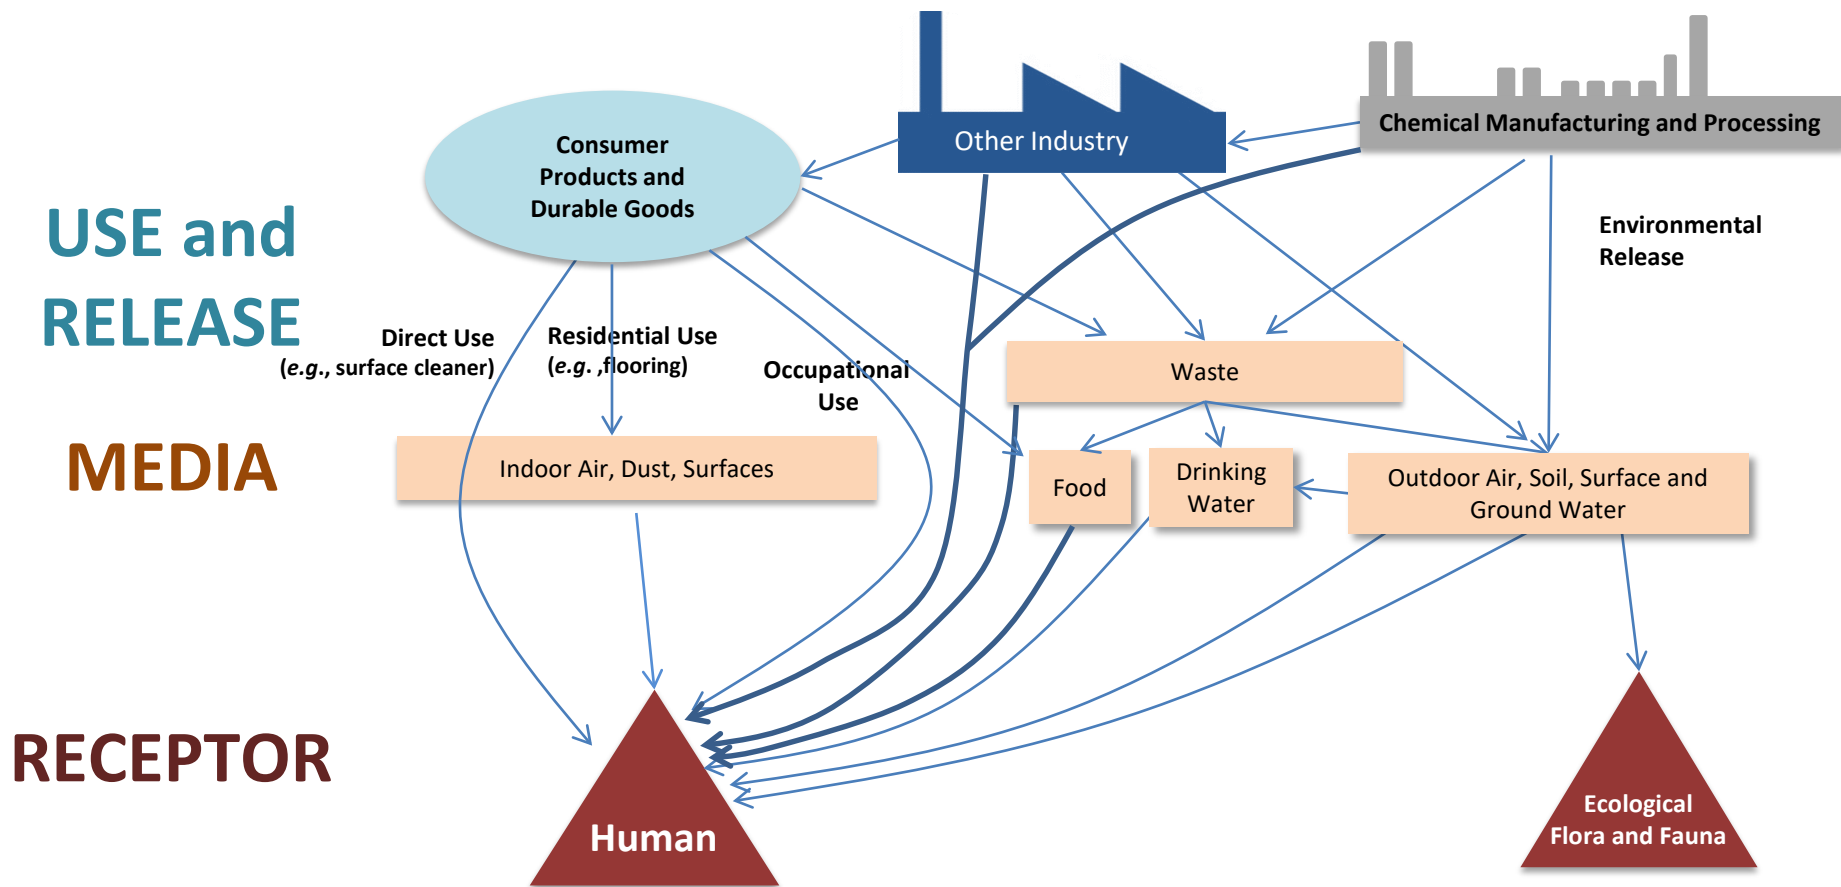 Other Industry
Chemical Manufacturing and Processing
Consumer
Products and
Durable Goods
USE and
RELEASE
Environmental
Release
Direct Use
(e.g., surface cleaner)
Residential Use
(e.g. ,flooring)
Occupational
Use
Waste
MEDIA
Indoor Air, Dust, Surfaces
Food
Drinking
Water
Outdoor Air, Soil, Surface and
Ground Water
RECEPTOR
Human
Ecological
Flora and Fauna